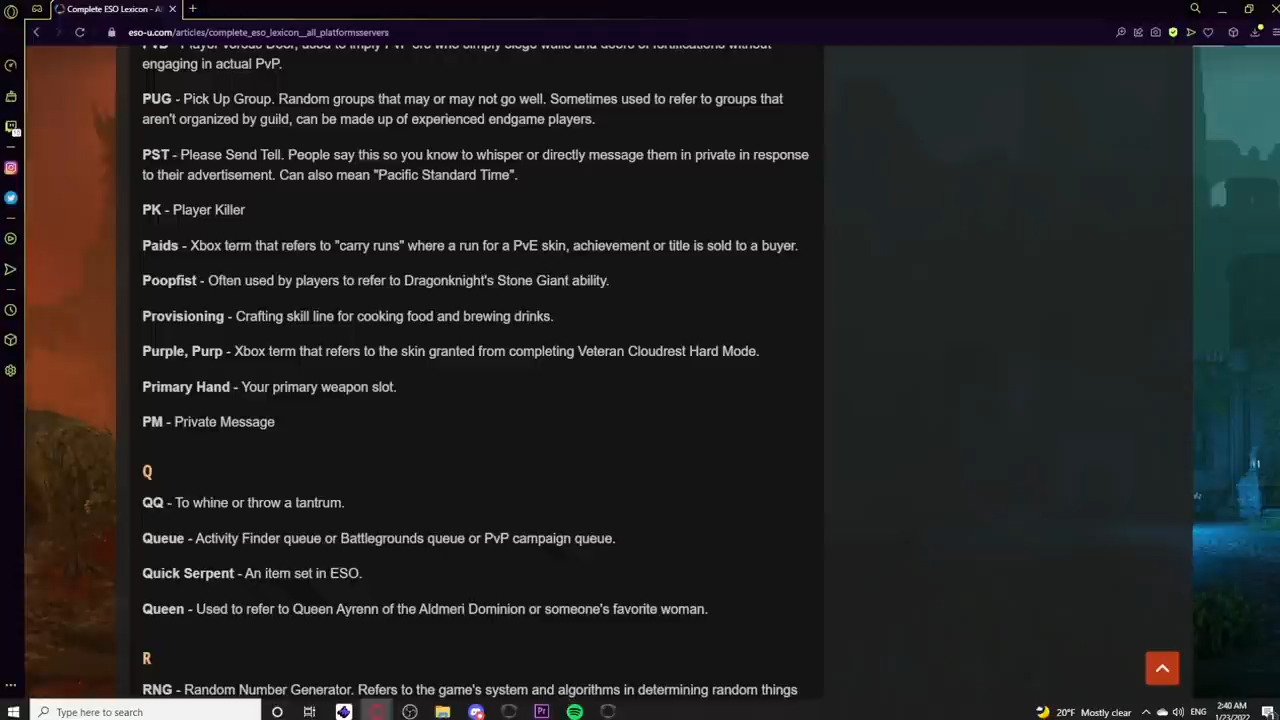 Complete ESO Lexicon - Al
eso-u.com/articles/complete_eso_lexicon__all_platformsservers
engaging in actual PvP.
PUG - Pick Up Group. Random groups that may or may not go well. Sometimes used to refer to groups that
aren't organized by guild, can be made up of experienced endgame players.
PST - Please Send Tell. People say this so you know to whisper or directly message them in private in response
to their advertisement. Can also mean "Pacific Standard Time".
PK - Player Killer
Paids - Xbox term that refers to "carry runs" where a run for a PvE skin, achievement or title is sold to a buyer.
Poopfist - Often used by players to refer to Dragonknight's Stone Giant ability.
Provisioning - Crafting skill line for cooking food and brewing drinks.
Purple, Purp - Xbox term that refers to the skin granted from completing Veteran Cloudrest Hard Mode.
Primary Hand - Your primary weapon slot.
PM - Private Message
Q
QQ - To whine or throw a tantrum.
Queue - Activity Finder queue or Battlegrounds queue or PvP campaign queue.
Quick Serpent - An item set in ESO.
Queen - Used to refer to Queen Ayrenn of the Aldmeri Dominion or someone's favorite woman.
R
RNG - Random Number Generator. Refers to the game's system and algorithms in determining random things
Type here to search
20°F Mostly clear
ENG
2:40 AM
1/23/2022